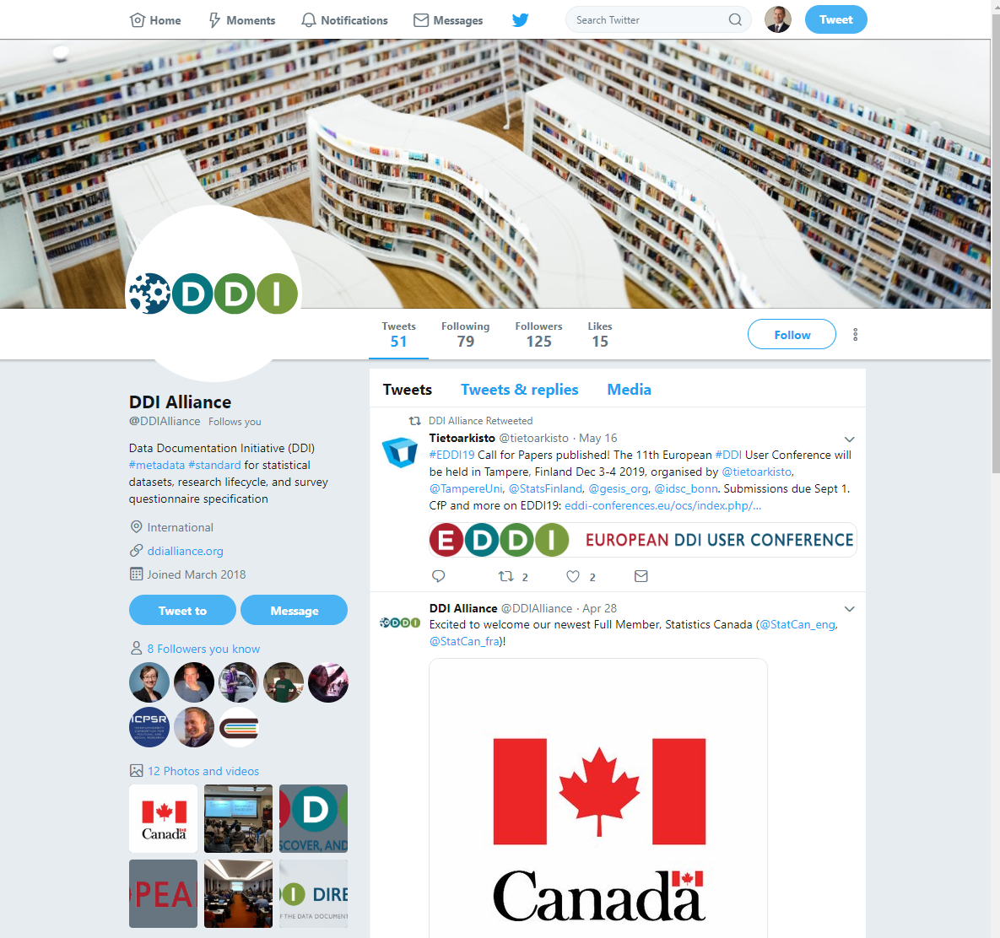 Home Moments Notifications Messages Search Twitter Tweet
DDI
Tweets Following Followers Likes
51 79 125 15
Follow
DDI Alliance
@DDIAlliance Follows you
Data Documentation Initiative (DDI)
#metadata #standard for statistical
datasets, research lifecycle, and survey
questionnaire specification
International
ddialliance.org
Joined March 2018
Tweet to Message
8 Followers you know
ICPSR
12 Photos and videos
Canada
D
SCOVER, AND
OPEA
DI DIRE
OF THE DATA DOCUMENT
Tweets Tweets & replies Media
DDI Alliance Retweeted
Tietoarkisto @tietoarkisto · May 16
#EDDI19 Call for Papers published! The 11th European #DDI User Conference will
be held in Tampere, Finland Dec 3-4 2019, organised by @tietoarkisto,
@TampereUni, @StatsFinland, @gesis_org, @idsc_bonn. Submissions due Sept 1.
CfP and more on EDDI19: eddi-conferences.eu/ocs/index.php/...
EDDI EUROPEAN DDI USER CONFERENCE
2 2
DDI Alliance @DDIAlliance · Apr 28
DDI
Excited to welcome our newest Full Member, Statistics Canada (@StatCan_eng,
@StatCan_fra)!
Canada